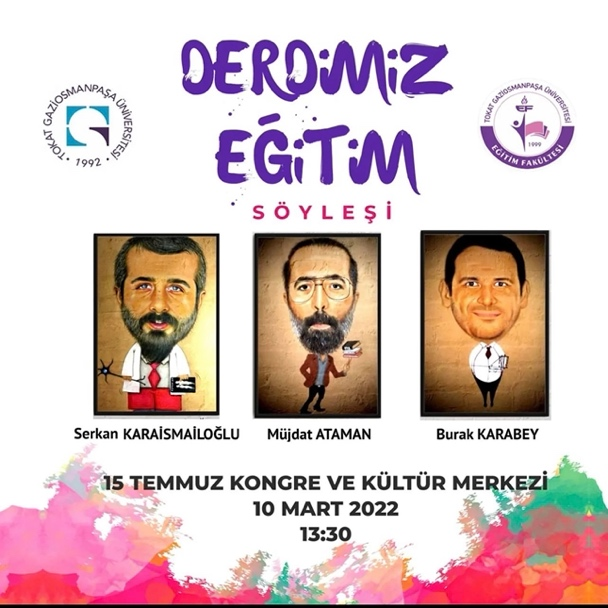 DERDİMİZ
EĞİTİM
SÖYLEŞİ
TOKAT GAZİOSMANPAŞA ÜNİVERSİTESİ
• 1992 •
TOKAT GAZİOSMANPAŞA ÜNİVERSİTESİ
EF
1999
EĞİTİM FAKÜLTESİ
Serkan KARAİSMAİLOĞLU
Müjdat ATAMAN
Burak KARABEY
15 TEMMUZ KONGRE VE KÜLTÜR MERKEZİ
10 MART 2022
13:30